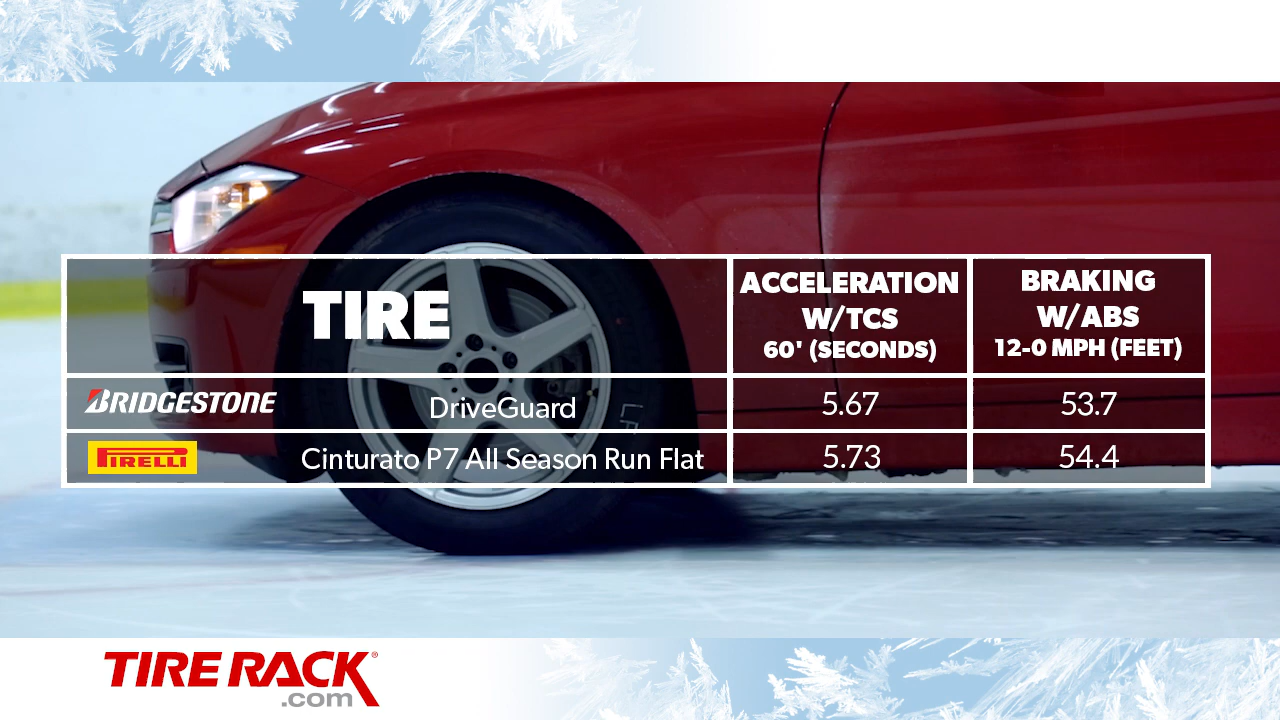 TIRE
ACCELERATION
W/TCS
60' (SECONDS)
BRAKING
W/ABS
12-0 MPH (FEET)
BRIDGESTONE DriveGuard 5.67 53.7
PIRELLI Cinturato P7 All Season Run Flat 5.73 54.4
TIRE RACK®
.com